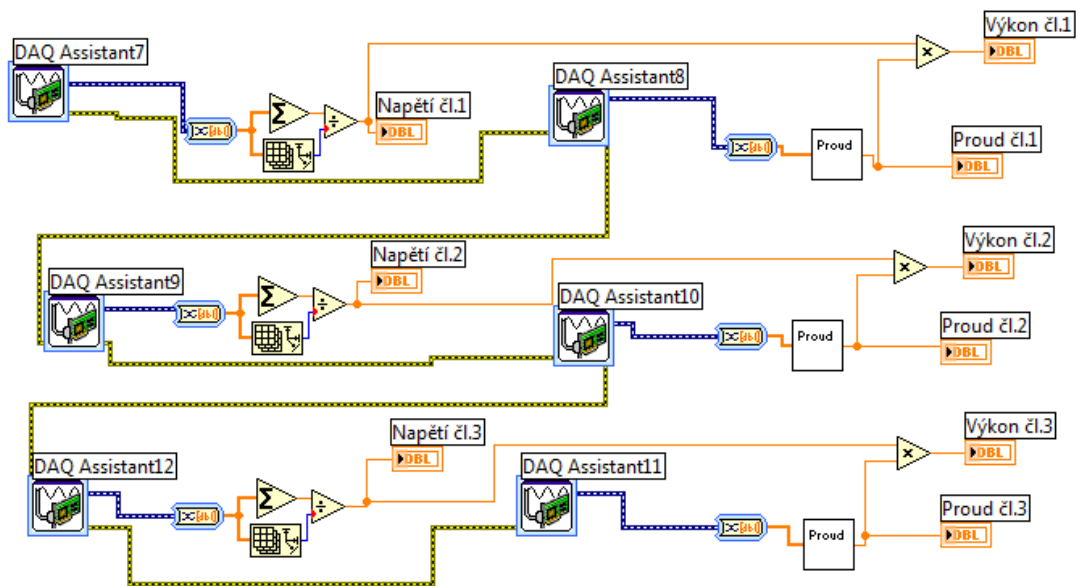 Výkon čl.1
DBL
DAQ Assistant7
DAQ Assistant8
Napětí čl.1
DBL
Proud
Proud čl.1
DBL
Napětí čl.2
DBL
Výkon čl.2
DBL
DAQ Assistant9
DAQ Assistant10
Proud
Proud čl.2
DBL
Napětí čl.3
DBL
Výkon čl.3
DBL
DAQ Assistant12
DAQ Assistant11
Proud
Proud čl.3
DBL